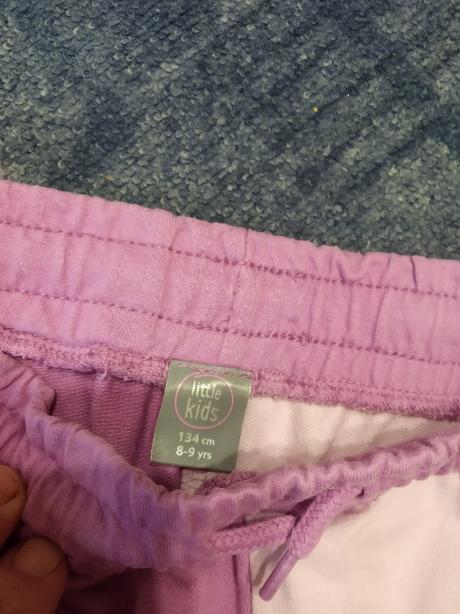 little
kids
134 cm
8-9 yrs